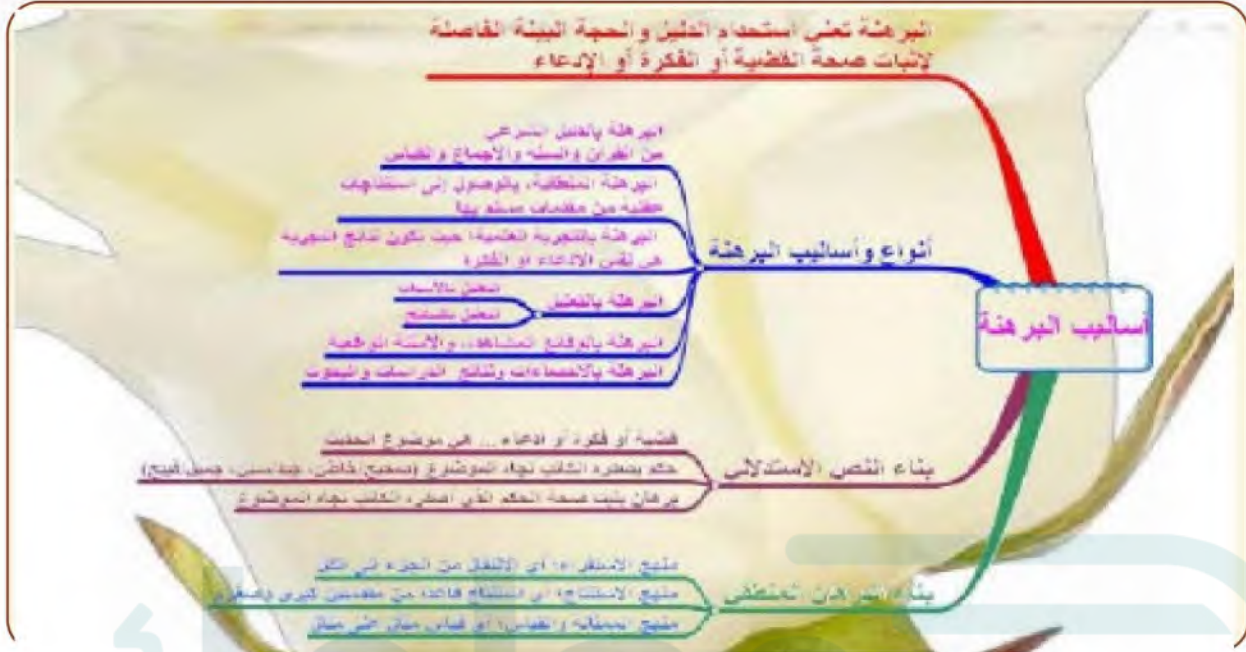 البرهنة تعني استخدام الدليل والحجة البينة الفاصلة
لإثبات صحة القضية أو الفكرة أو الإدعاء
أساليب البرهنة
أنواع وأساليب البرهنة
البرهنة بالدليل الشرعي
من القرآن والسنة والاجماع والقياس
البرهنة المنطقية، بالوصول إلى استنتاجات
عقلية من مقدمات مسلم بها
البرهنة بالتجربة العلمية؛ حيث تكون نتائج التجربة
هي نفس الادعاء أو الفكرة
البرهنة بالتعليل
التعليل بالأسباب
التعليل بالنتائج
البرهنة بالوقائع المشاهدة، والأمثلة الواقعية
البرهنة بالاحصاءات ونتائج الدراسات والبحوث
بناء النص الاستدلالي
قضية أو فكرة أو ادعاء ... هي موضوع الحديث
حكم يصدره الكاتب تجاه الموضوع (صحيح خاطئ، جيد سيئ، جميل قبيح)
برهان يثبت صحة الحكم الذي أصدره الكاتب تجاه الموضوع
بناء البرهان المنطقي
منهج الاستقراء؛ أي الانتقال من الجزء الى الكل
منهج الاستنتاج؛ أي استنتاج قاعدة من مقدمتين كبرى وصغرى
منهج المماثلة والقياس؛ أو قياس مثال على مثال